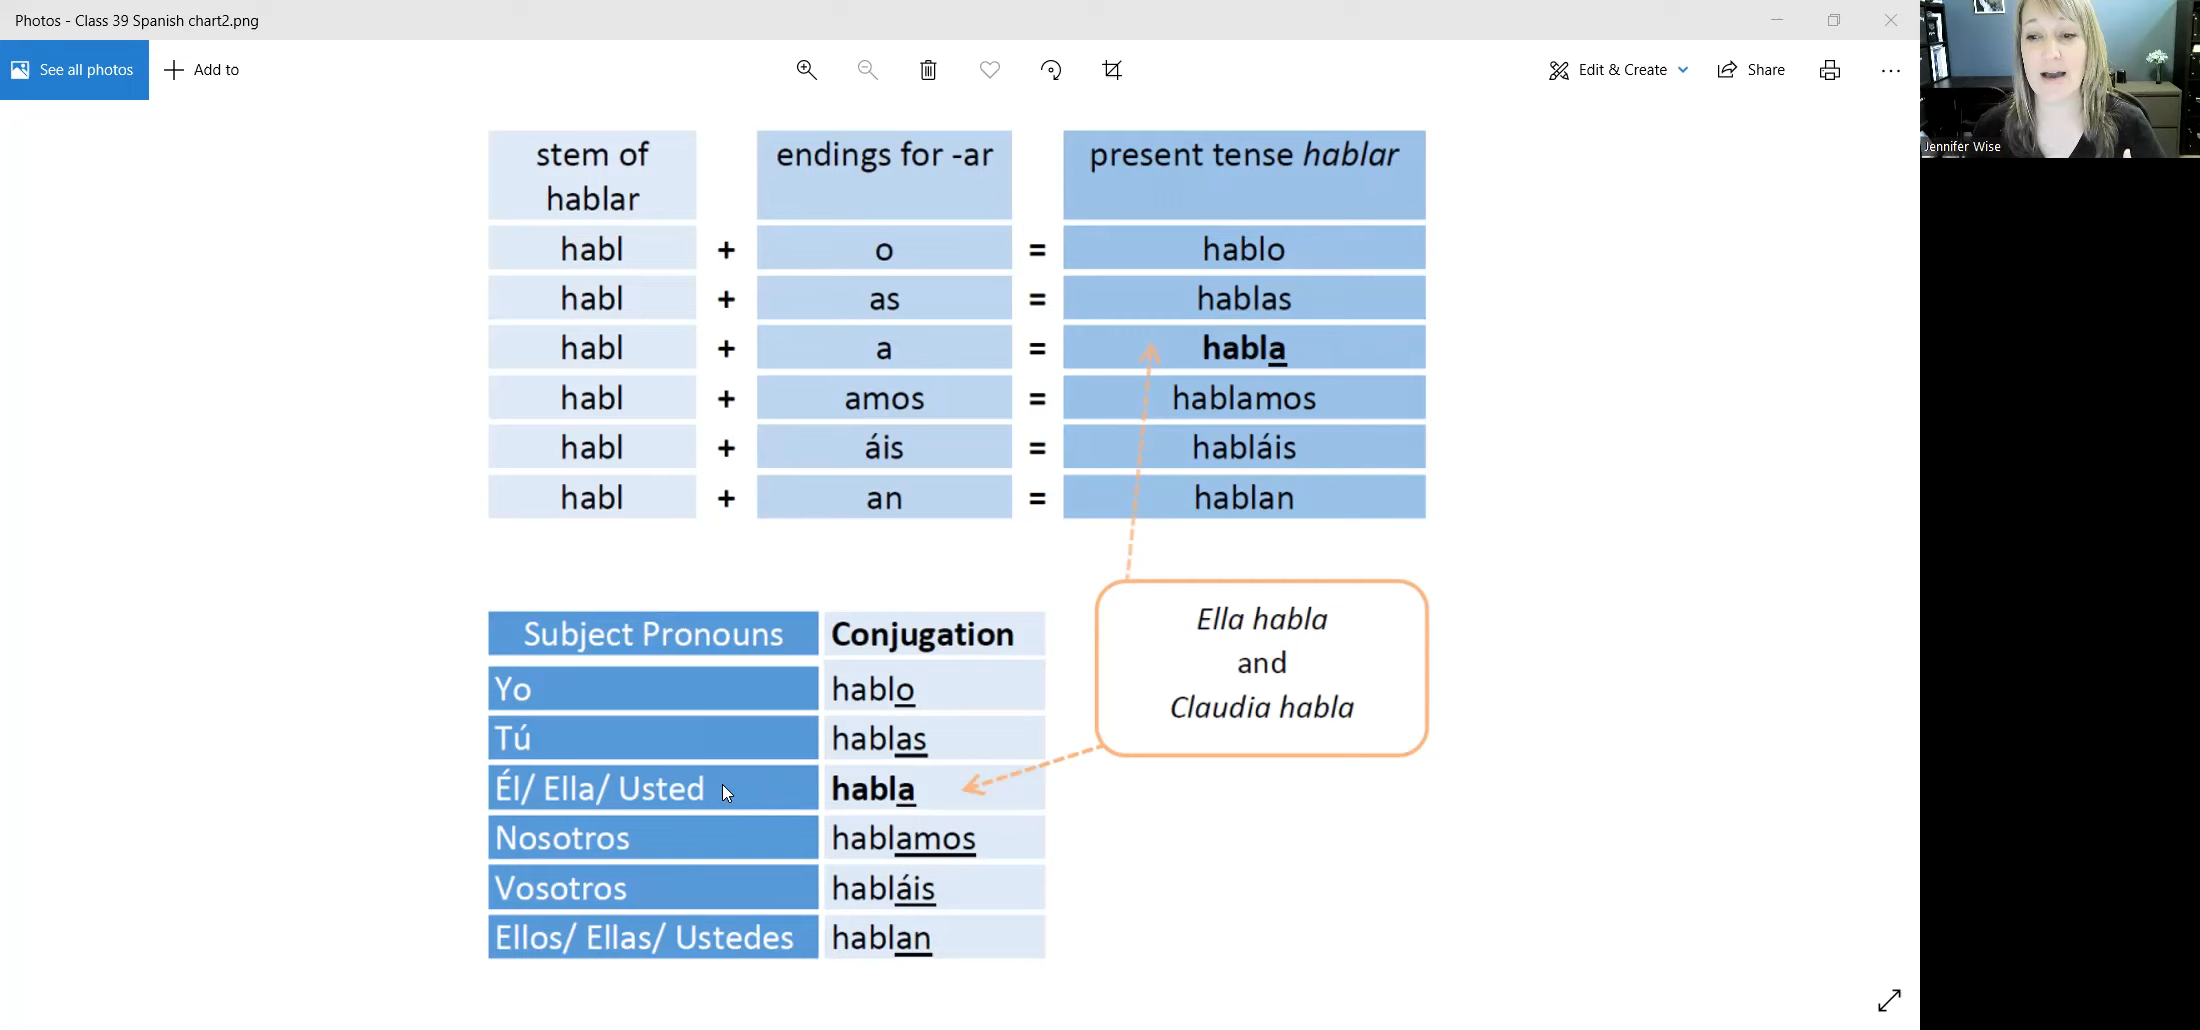 Photos - Class 39 Spanish chart2.png
See all photos
Add to
Edit & Create
Share
Jennifer Wise
stem of
hablar
endings for -ar
present tense hablar
habl + o = hablo
habl + as = hablas
habl + a = habla
habl + amos = hablamos
habl + áis = habláis
habl + an = hablan
Subject Pronouns Conjugation
Yo hablo
Tú hablas
Él/ Ella/ Usted habla
Nosotros hablamos
Vosotros habláis
Ellos/ Ellas/ Ustedes hablan
Ella habla
and
Claudia habla